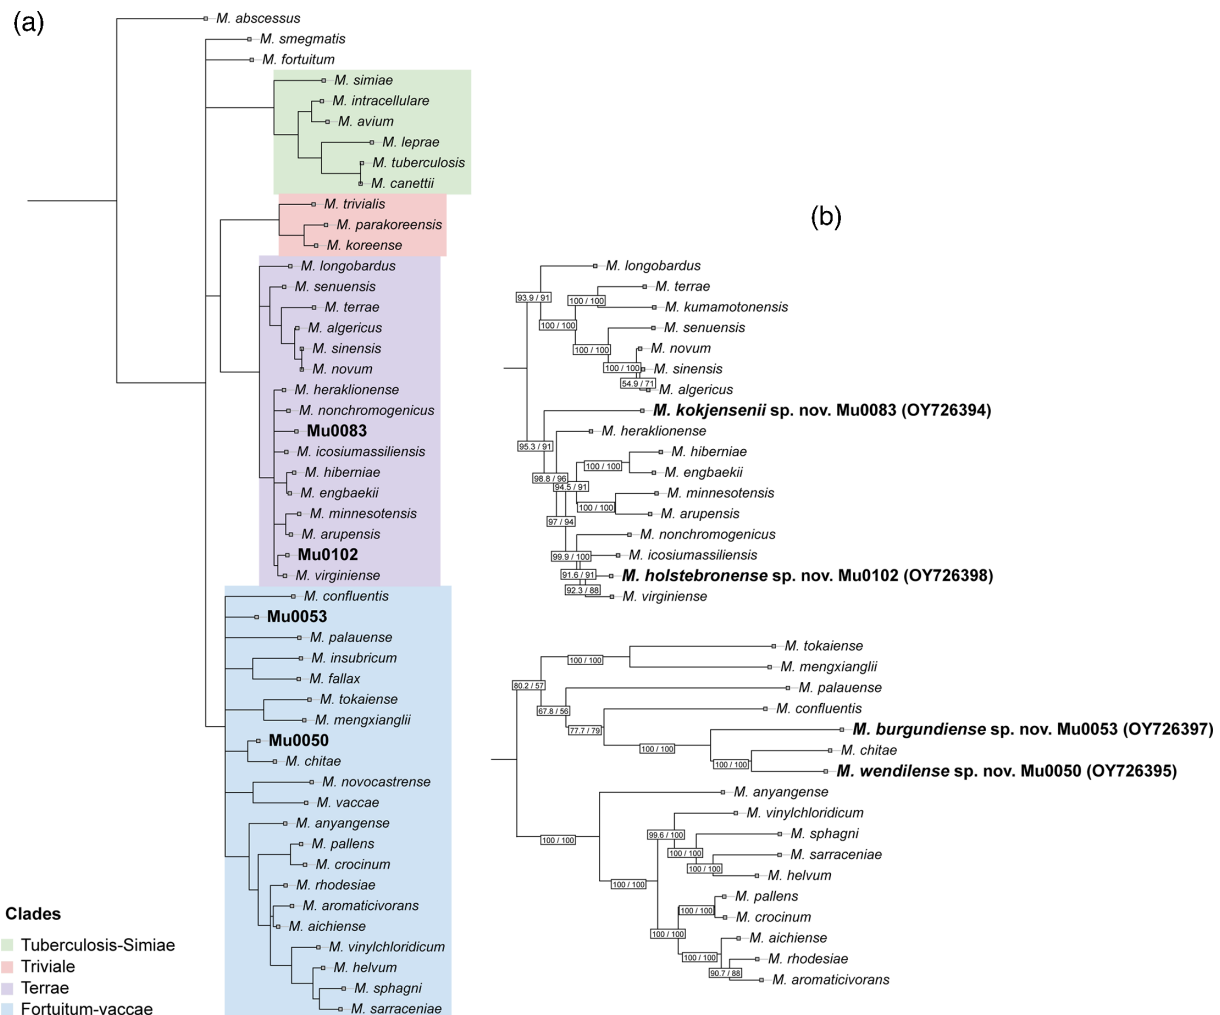 (a)
M. abscessus
M. smegmatis
M. fortuitum
M. simiae
M. intracellulare
M. avium
M. leprae
M. tuberculosis
M. canettii
M. trivialis
M. parakoreensis
M. koreense
M. longobardus
M. senuensis
M. terrae
M. algericus
M. sinensis
M. novum
M. heraklionense
M. nonchromogenicus
Mu0083
M. icosiumassiliensis
M. hiberniae
M. engbaekii
M. minnesotensis
M. arupensis
Mu0102
M. virginiense
M. confluentis
Mu0053
M. palauense
M. insubricum
M. fallax
M. tokaiense
M. mengxianglii
Mu0050
M. chitae
M. novocastrense
M. vaccae
M. anyangense
M. pallens
M. crocinum
M. rhodesiae
M. aromaticivorans
M. aichiense
M. vinylchloridicum
M. helvum
M. sphagni
M. sarraceniae
Clades
Tuberculosis-Simiae
Triviale
Terrae
Fortuitum-vaccae
(b)
M. longobardus
M. terrae
93.9 / 91
100 / 100
M. kumamotonensis
100 / 100
M. senuensis
100 / 100
M. novum
100 / 100
M. sinensis
54.9 / 71
M. algericus
M. kokjensenii sp. nov. Mu0083 (OY726394)
M. heraklionense
95.3 / 91
M. hiberniae
100 / 100
M. engbaekii
98.8 / 96
94.5 / 91
M. minnesotensis
100 / 100
M. arupensis
97 / 94
M. nonchromogenicus
99.9 / 100
M. icosiumassiliensis
91.6 / 91
M. holstebronense sp. nov. Mu0102 (OY726398)
92.3 / 88
M. virginiense
M. tokaiense
100 / 100
M. mengxianglii
80.2 / 57
M. palauense
67.8 / 56
M. confluentis
77.7 / 79
M. burgundiense sp. nov. Mu0053 (OY726397)
100 / 100
M. chitae
100 / 100
M. wendilense sp. nov. Mu0050 (OY726395)
M. anyangense
M. vinylchloridicum
99.6 / 100
M. sphagni
100 / 100
100 / 100
M. sarraceniae
100 / 100
M. helvum
100 / 100
M. pallens
100 / 100
M. crocinum
100 / 100
M. aichiense
100 / 100
M. rhodesiae
90.7 / 88
M. aromaticivorans